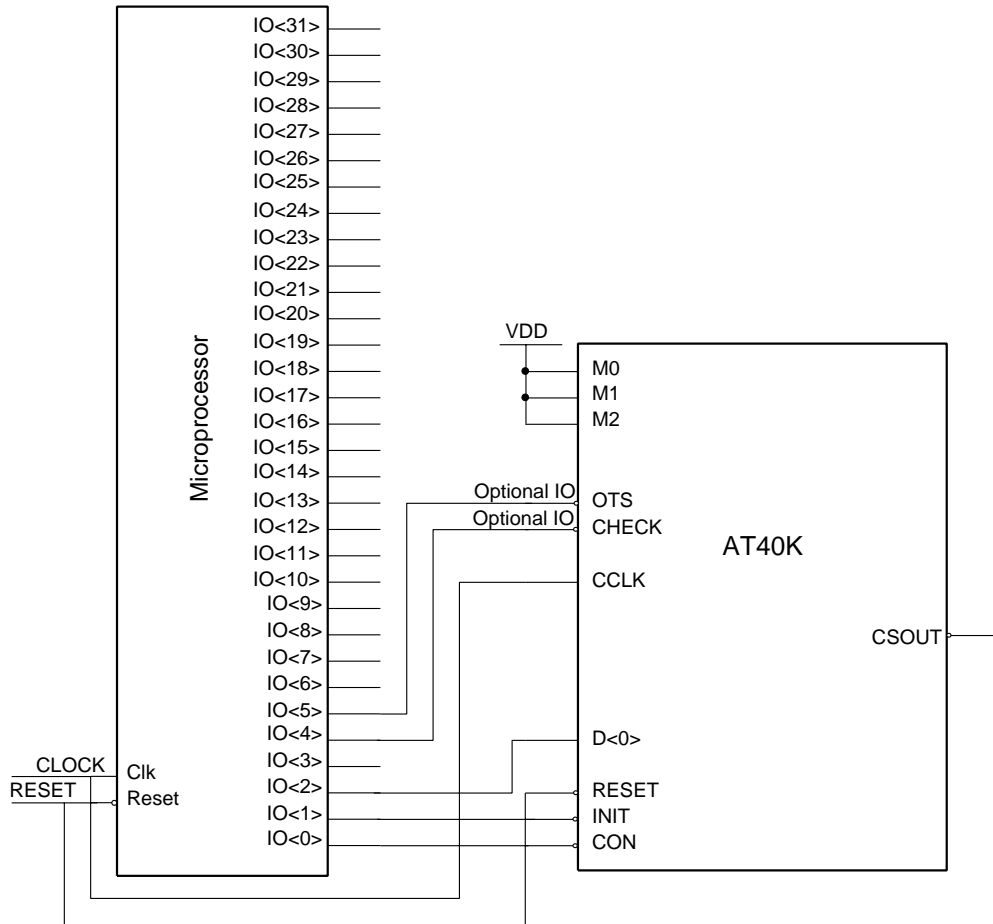 IO<31>
IO<30>
IO<29>
IO<28>
IO<27>
IO<26>
IO<25>
IO<24>
IO<23>
IO<22>
IO<21>
IO<20>
IO<19>
IO<18>
IO<17>
IO<16>
IO<15>
IO<14>
IO<13>
IO<12>
IO<11>
IO<10>
IO<9>
IO<8>
IO<7>
IO<6>
IO<5>
IO<4>
IO<3>
IO<2>
IO<1>
IO<0>
Microprocessor
CLOCK
Clk
RESET
Reset
VDD
M0
M1
M2
Optional IO
OTS
Optional IO
CHECK
AT40K
CCLK
CSOUT
D<0>
RESET
INIT
CON